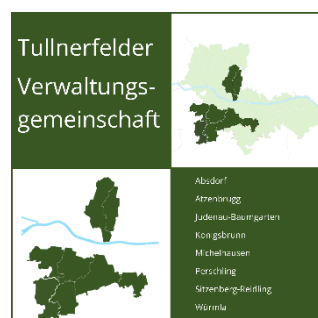 Tullnerfelder
Verwaltungs-
gemeinschaft
Absdorf
Atzenbrugg
Judenau-Baumgarten
Königsbrunn
Michelhausen
Perschling
Sitzenberg-Reidling
Würmla